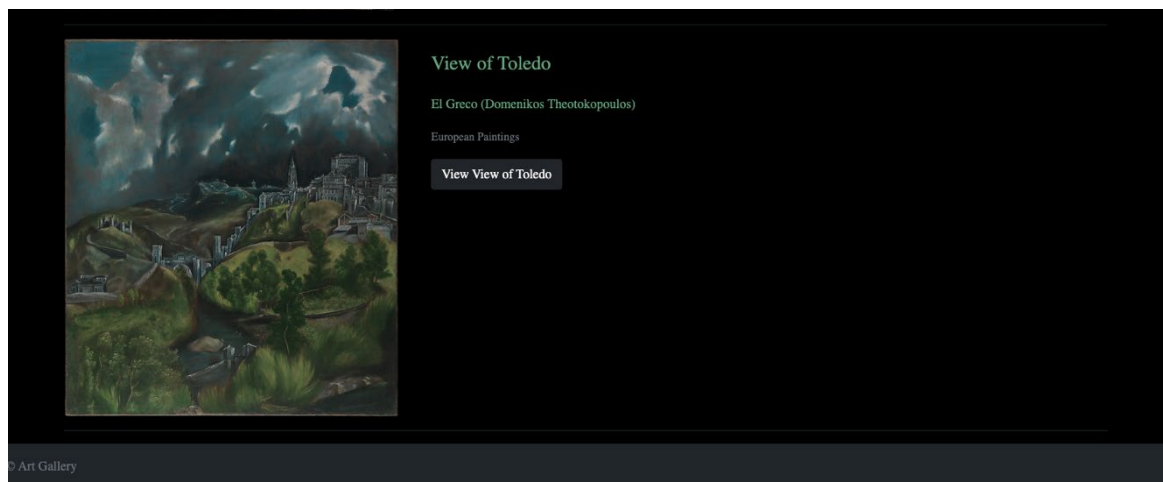 View of Toledo
El Greco (Domenikos Theotokopoulos)
European Paintings
View View of Toledo
© Art Gallery